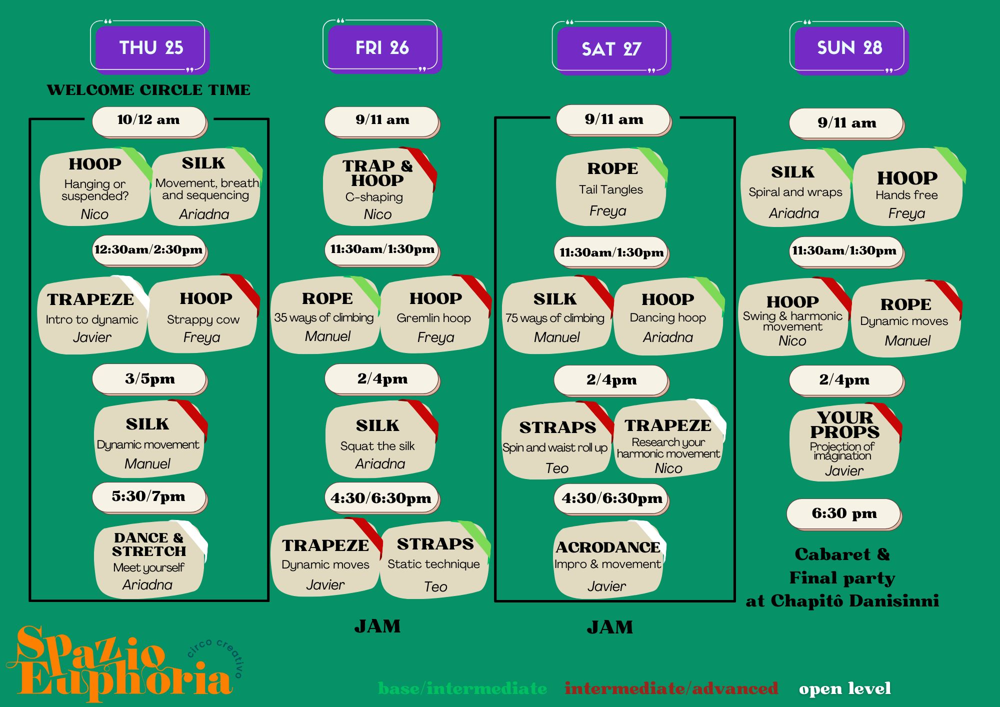 THU 25
WELCOME CIRCLE TIME
10/12 am
HOOP
Hanging or
suspended?
Nico
SILK
Movement, breath
and sequencing
Ariadna
12:30am/2:30pm
TRAPEZE
Intro to dynamic
Javier
HOOP
Strappy cow
Freya
3/5pm
SILK
Dynamic movement
Manuel
5:30/7pm
DANCE &
STRETCH
Meet yourself
Ariadna
FRI 26
9/11 am
TRAP &
HOOP
C-shaping
Nico
11:30am/1:30pm
ROPE
35 ways of climbing
Manuel
HOOP
Gremlin hoop
Freya
2/4pm
SILK
Squat the silk
Ariadna
4:30/6:30pm
TRAPEZE
Dynamic moves
Javier
STRAPS
Static technique
Teo
JAM
SAT 27
9/11 am
ROPE
Tail Tangles
Freya
11:30am/1:30pm
SILK
75 ways of climbing
Manuel
HOOP
Dancing hoop
Ariadna
2/4pm
STRAPS
Spin and waist roll up
Teo
TRAPEZE
Research your
harmonic movement
Nico
4:30/6:30pm
ACRODANCE
Impro & movement
Javier
JAM
SUN 28
9/11 am
SILK
Spiral and wraps
Ariadna
HOOP
Hands free
Freya
11:30am/1:30pm
HOOP
Swing & harmonic
movement
Nico
ROPE
Dynamic moves
Manuel
2/4pm
YOUR
PROPS
Projection of
imagination
Javier
6:30 pm
Cabaret &
Final party
at Chapitô Danisinni
Spazio
Euphoria
circo creativo
base/intermediate
intermediate/advanced
open level